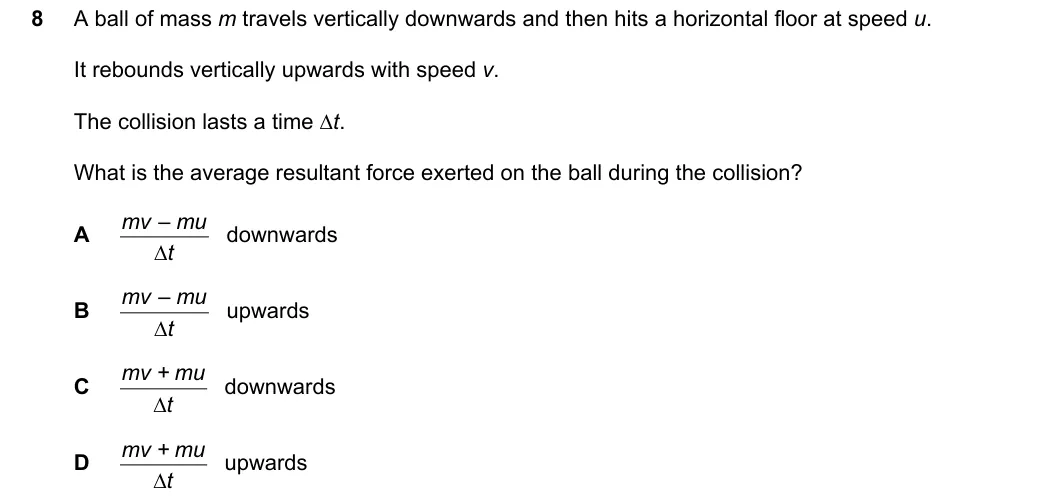 8 A ball of mass m travels vertically downwards and then hits a horizontal floor at speed u.
It rebounds vertically upwards with speed v.
The collision lasts a time Δt.
What is the average resultant force exerted on the ball during the collision?
A mv – mu / Δt downwards
B mv – mu / Δt upwards
C mv + mu / Δt downwards
D mv + mu / Δt upwards